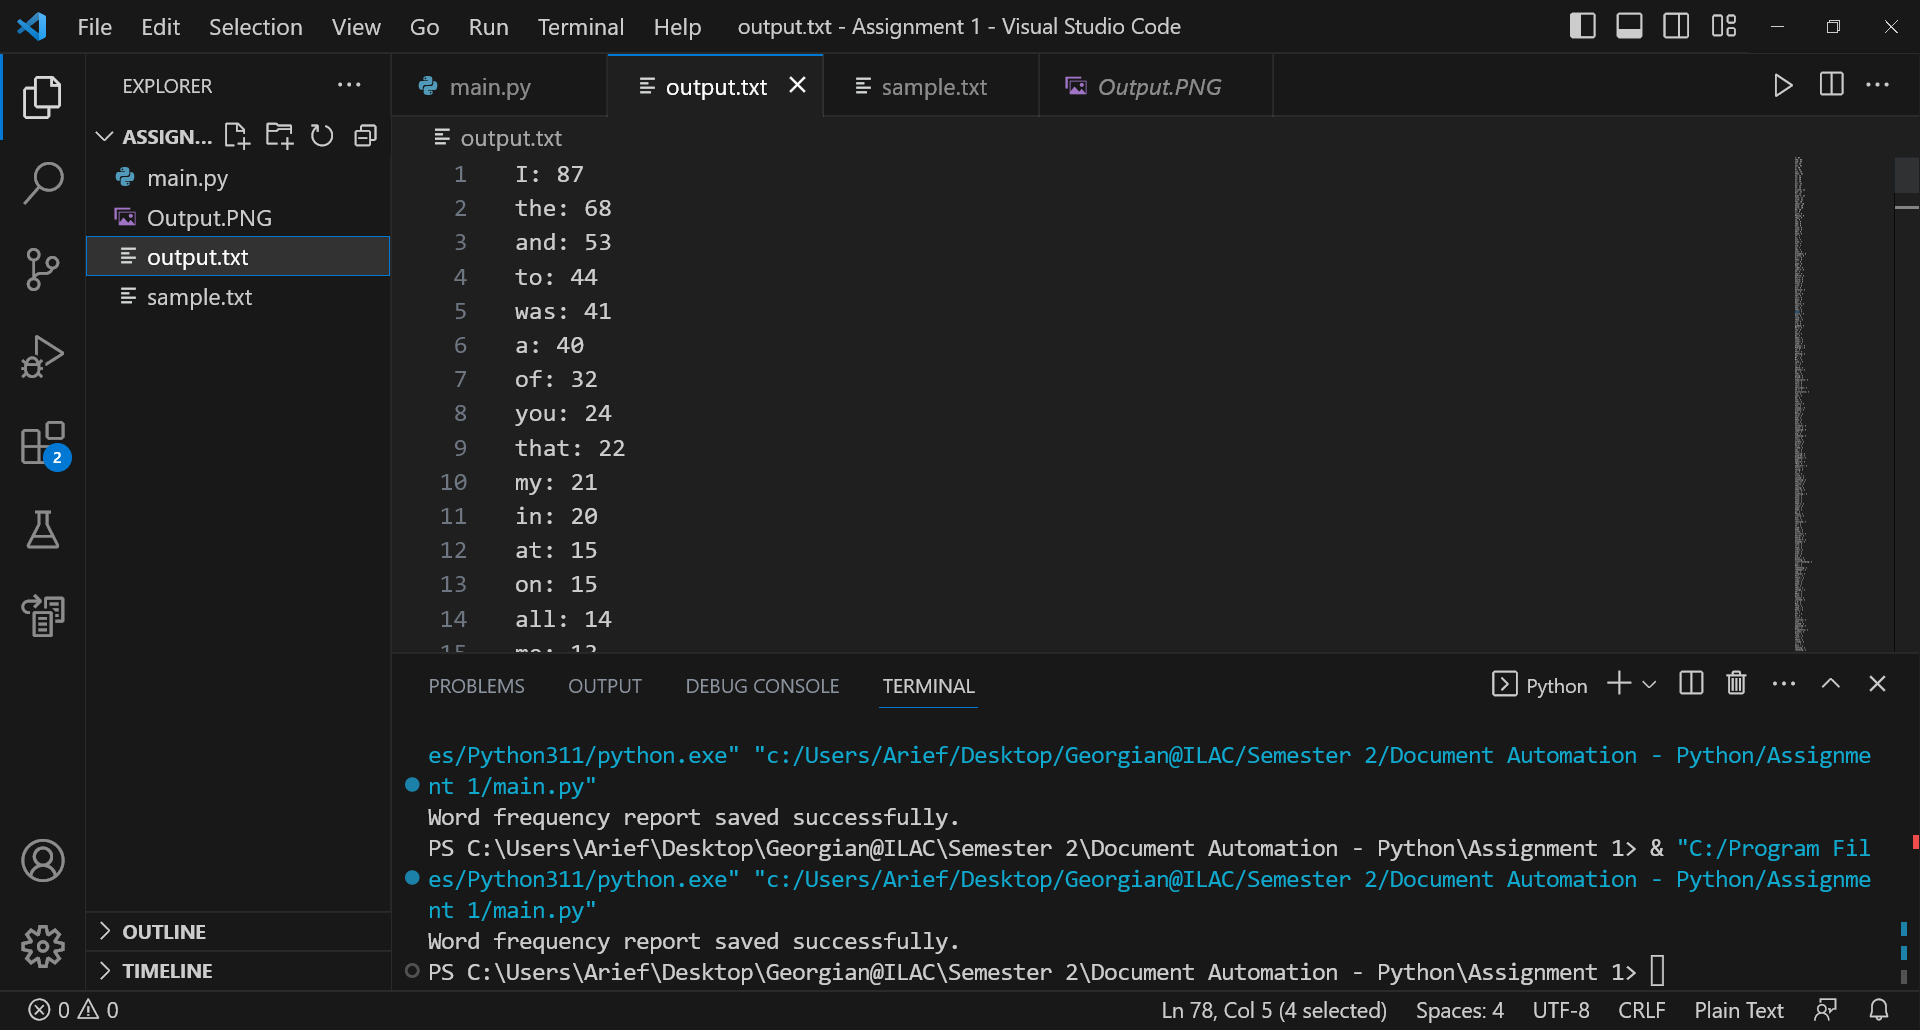 File Edit Selection View Go Run Terminal Help output.txt - Assignment 1 - Visual Studio Code
EXPLORER
ASSIGN...
main.py
Output.PNG
output.txt
sample.txt
OUTLINE
TIMELINE
2
main.py output.txt sample.txt Output.PNG
output.txt
1 I: 87
2 the: 68
3 and: 53
4 to: 44
5 was: 41
6 a: 40
7 of: 32
8 you: 24
9 that: 22
10 my: 21
11 in: 20
12 at: 15
13 on: 15
14 all: 14
PROBLEMS OUTPUT DEBUG CONSOLE TERMINAL Python
es/Python311/python.exe" "c:/Users/Arief/Desktop/Georgian@ILAC/Semester 2/Document Automation - Python/Assignme
nt 1/main.py"
Word frequency report saved successfully.
PS C:\Users\Arief\Desktop\Georgian@ILAC\Semester 2\Document Automation - Python\Assignment 1> & "C:/Program Fil
es/Python311/python.exe" "c:/Users/Arief/Desktop/Georgian@ILAC/Semester 2/Document Automation - Python/Assignme
nt 1/main.py"
Word frequency report saved successfully.
PS C:\Users\Arief\Desktop\Georgian@ILAC\Semester 2\Document Automation - Python\Assignment 1>
0 0 Ln 78, Col 5 (4 selected) Spaces: 4 UTF-8 CRLF Plain Text